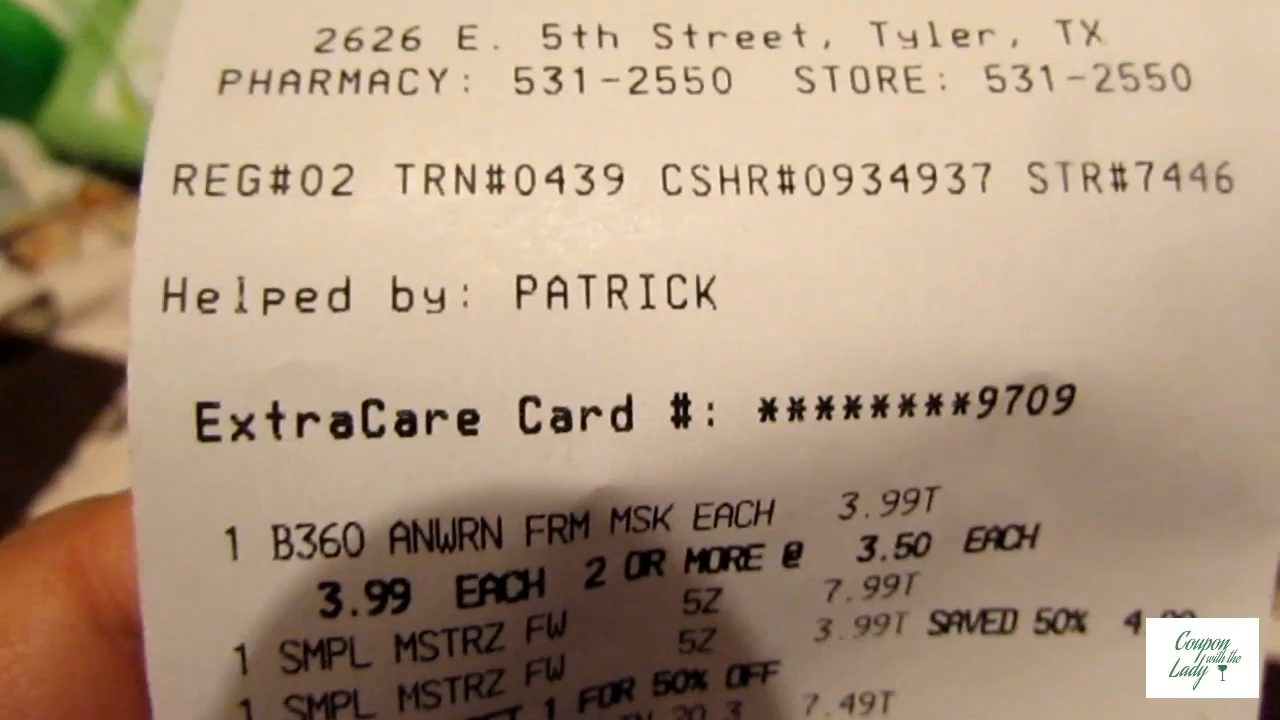 2626 E. 5th Street, Tyler, TX
PHARMACY: 531-2550 STORE: 531-2550
REG#02 TRN#0439 CSHR#0934937 STR#7446
Helped by: PATRICK
ExtraCare Card #: ********9709
1 B360 ANWRN FRM MSK EACH 3.99T
3.99 EACH 2 OR MORE @ 3.50 EACH
1 SMPL MSTRZ FW 5Z 7.99T
1 SMPL MSTRZ FW 5Z 3.99T SAVED 50%
1 FOR 50% OFF
7.49T
Coupon
with the
Lady